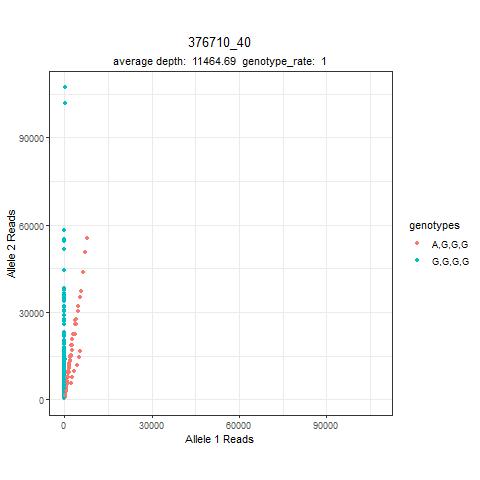 376710_40
average depth:  11464.69  genotype_rate:  1
Allele 2 Reads
90000
60000
30000
0
0 30000 60000 90000
Allele 1 Reads
genotypes
A,G,G,G
G,G,G,G